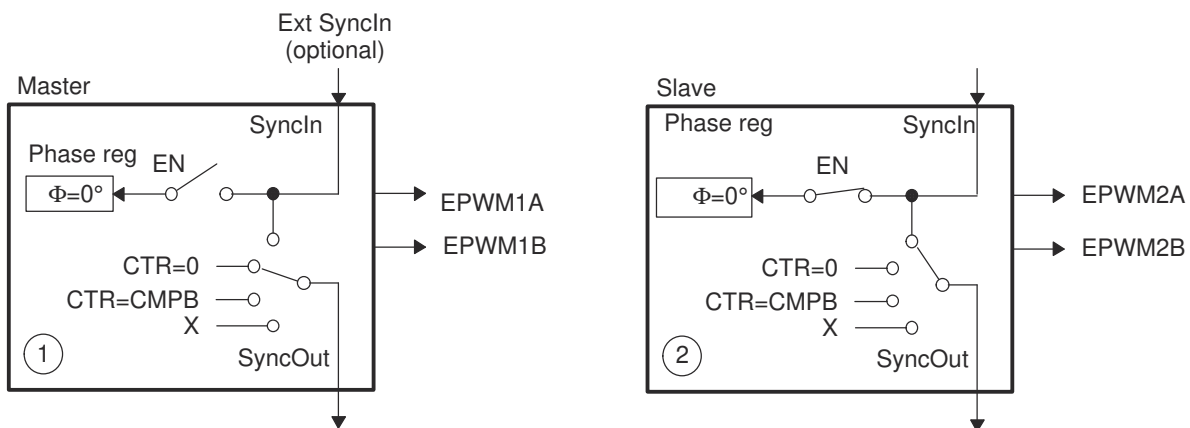 Ext SyncIn
(optional)
Master
SyncIn
Phase reg
EN
Φ=0°
EPWM1A
EPWM1B
CTR=0
CTR=CMPB
X
1
SyncOut
Slave
Phase reg
SyncIn
EN
Φ=0°
EPWM2A
EPWM2B
CTR=0
CTR=CMPB
X
2
SyncOut